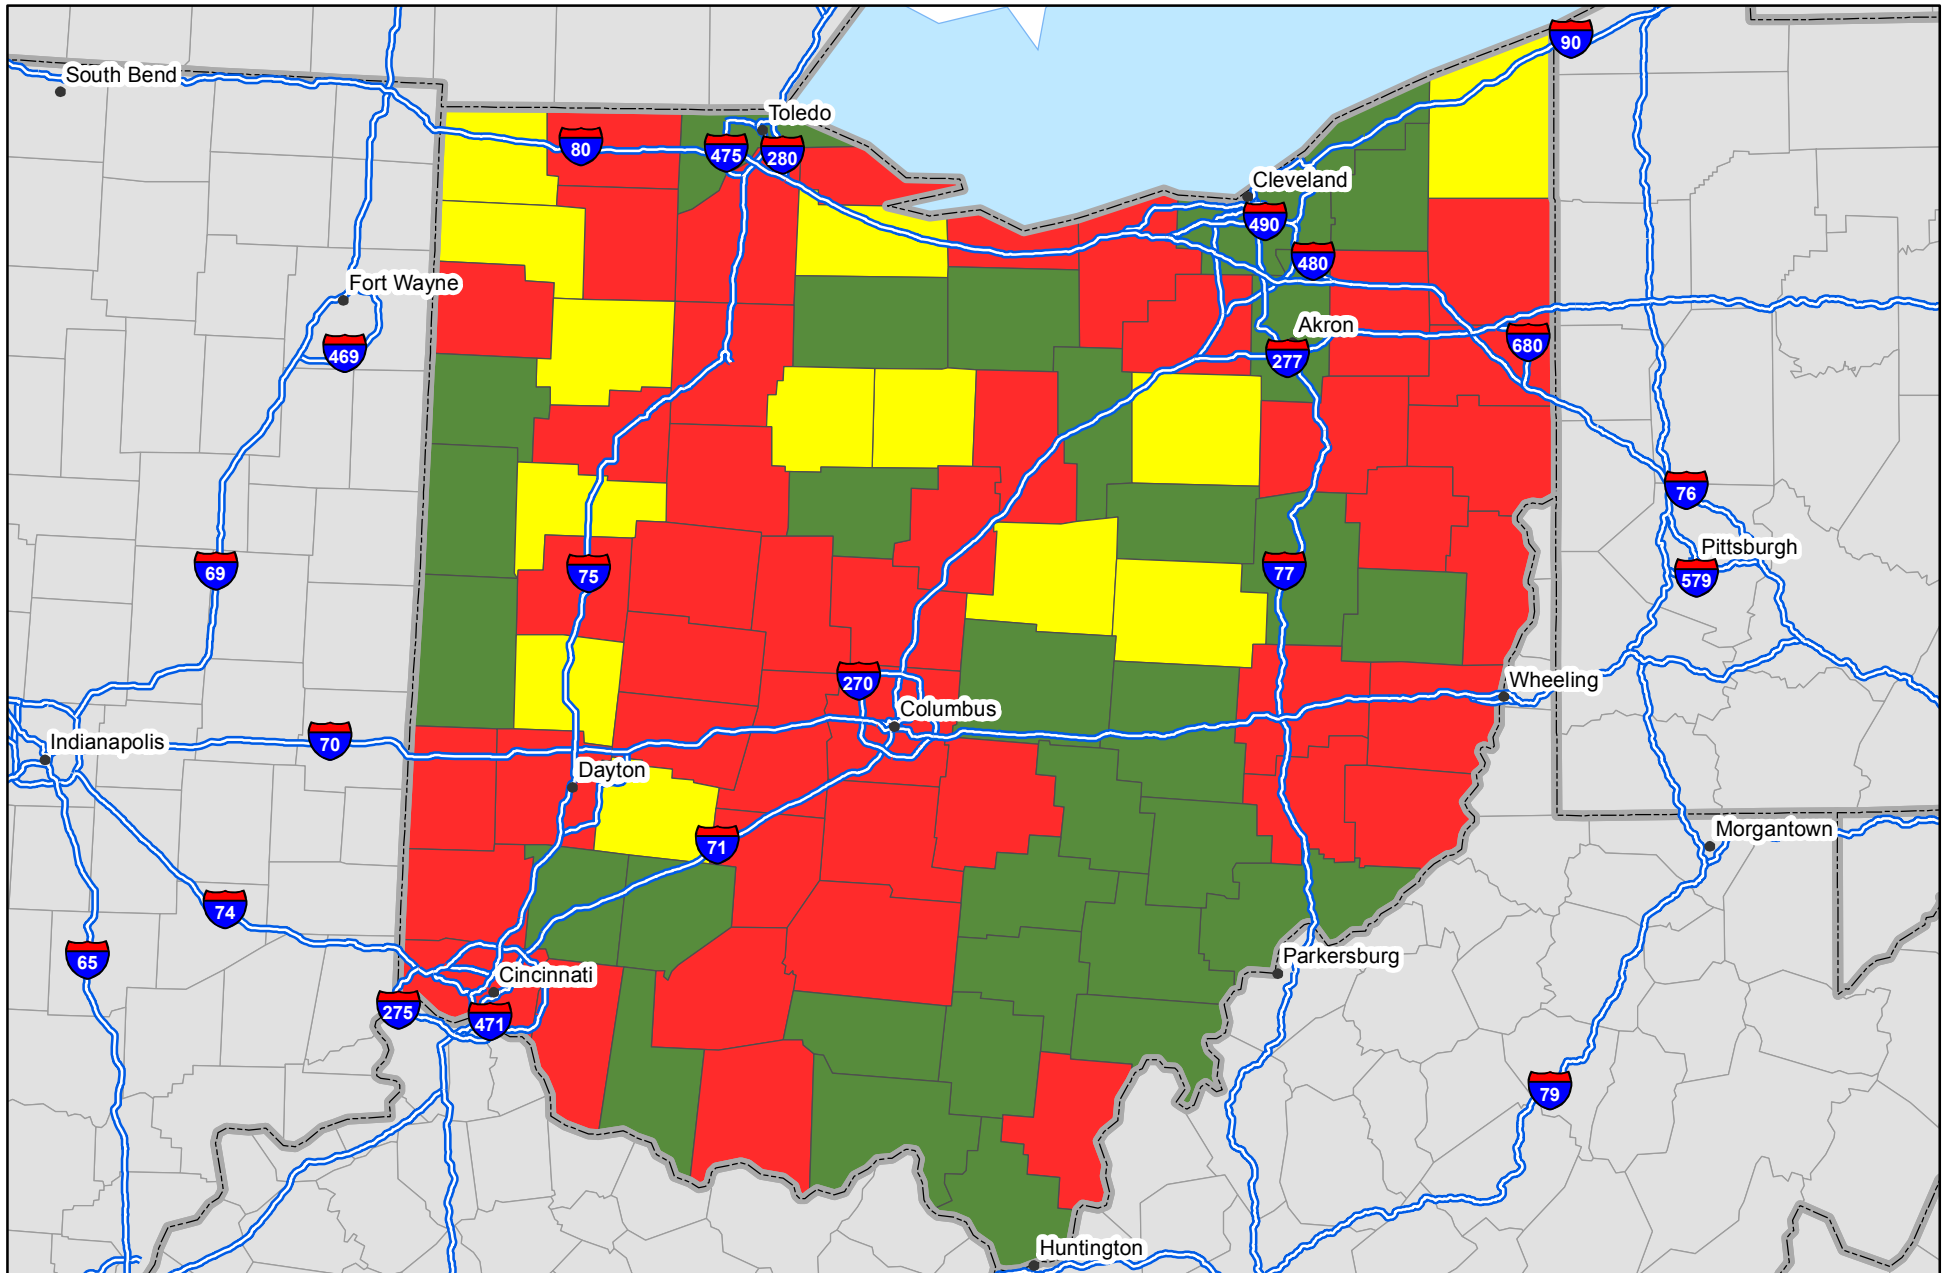 90
South Bend
Toledo
80
475
280
Cleveland
490
480
Fort Wayne
Akron
469
277
680
76
Pittsburgh
69
75
77
579
270
Wheeling
Columbus
Indianapolis
70
Dayton
71
Morgantown
74
65
Cincinnati
Parkersburg
275
471
79
Huntington